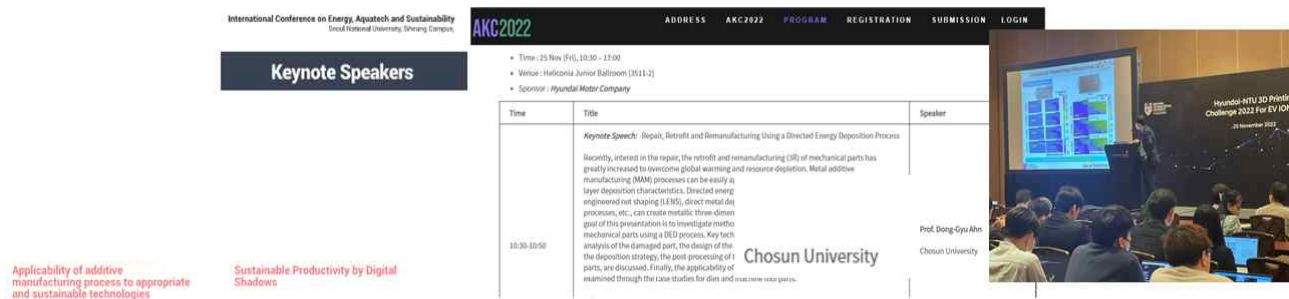 International Conference on Energy, Aquatech and Sustainability
Seoul National University, Siheung Campus,
Keynote Speakers
Applicability of additive
manufacturing process to appropriate
and sustainable technologies
Sustainable Productivity by Digital
Shadows
AKC2022
ADDRESS AKC2022 PROGRAM REGISTRATION SUBMISSION LOGIN
• Time : 25 Nov (Fri), 10:30 – 17:00
• Venue : Heliconia Junior Ballroom (3511-2)
• Sponsor : Hyundai Motor Company
Time Title Speaker
Keynote Speech: Repair, Retrofit and Remanufacturing Using a Directed Energy Deposition Process
Recently, interest in the repair, the retrofit and remanufacturing (3R) of mechanical parts has
greatly increased to overcome global warming and resource depletion. Metal additive
manufacturing (MAM) processes can be easily
layer deposition characteristics. Directed energ
engineered net shaping (LENS), direct metal dep
processes, etc., can create metallic three-dimen
goal of this presentation is to investigate metho
mechanical parts using a DED process. Key tech
analysis of the damaged part, the design of the
the deposition strategy, the post-processing of
parts, are discussed. Finally, the applicability of
examined through the case studies for dies and machine tool parts.
10:30-10:50
Prof. Dong-Gyu Ahn
Chosun University
Chosun University
Hyundai-NTU 3D Printin
Challenge 2022 For EV ION
25 November 2022